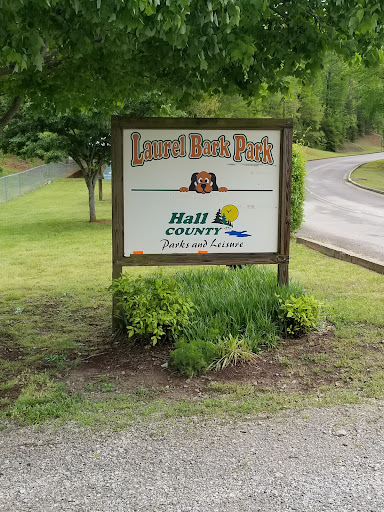 Laurel Bark Park
Hall
COUNTY
Parks and Leisure